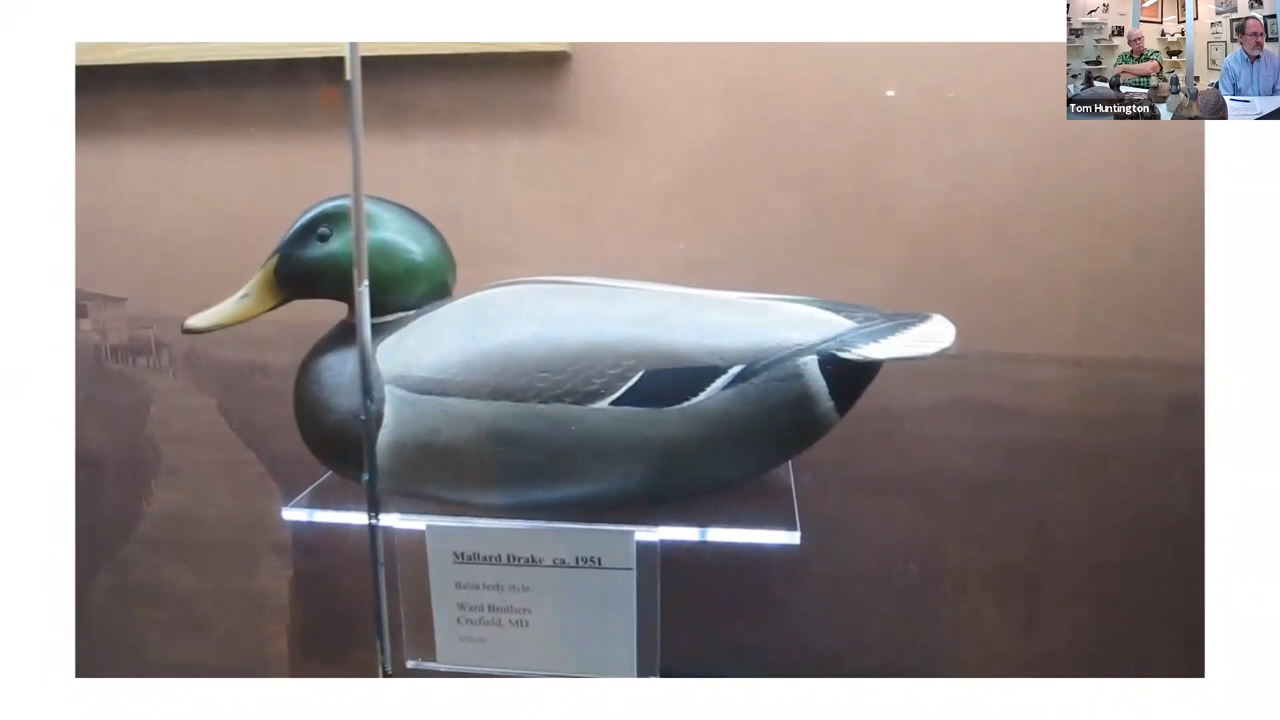 Tom Huntington
Mallard Drake ca. 1951
Balsa body style
Ward Brothers
Crisfield, MD